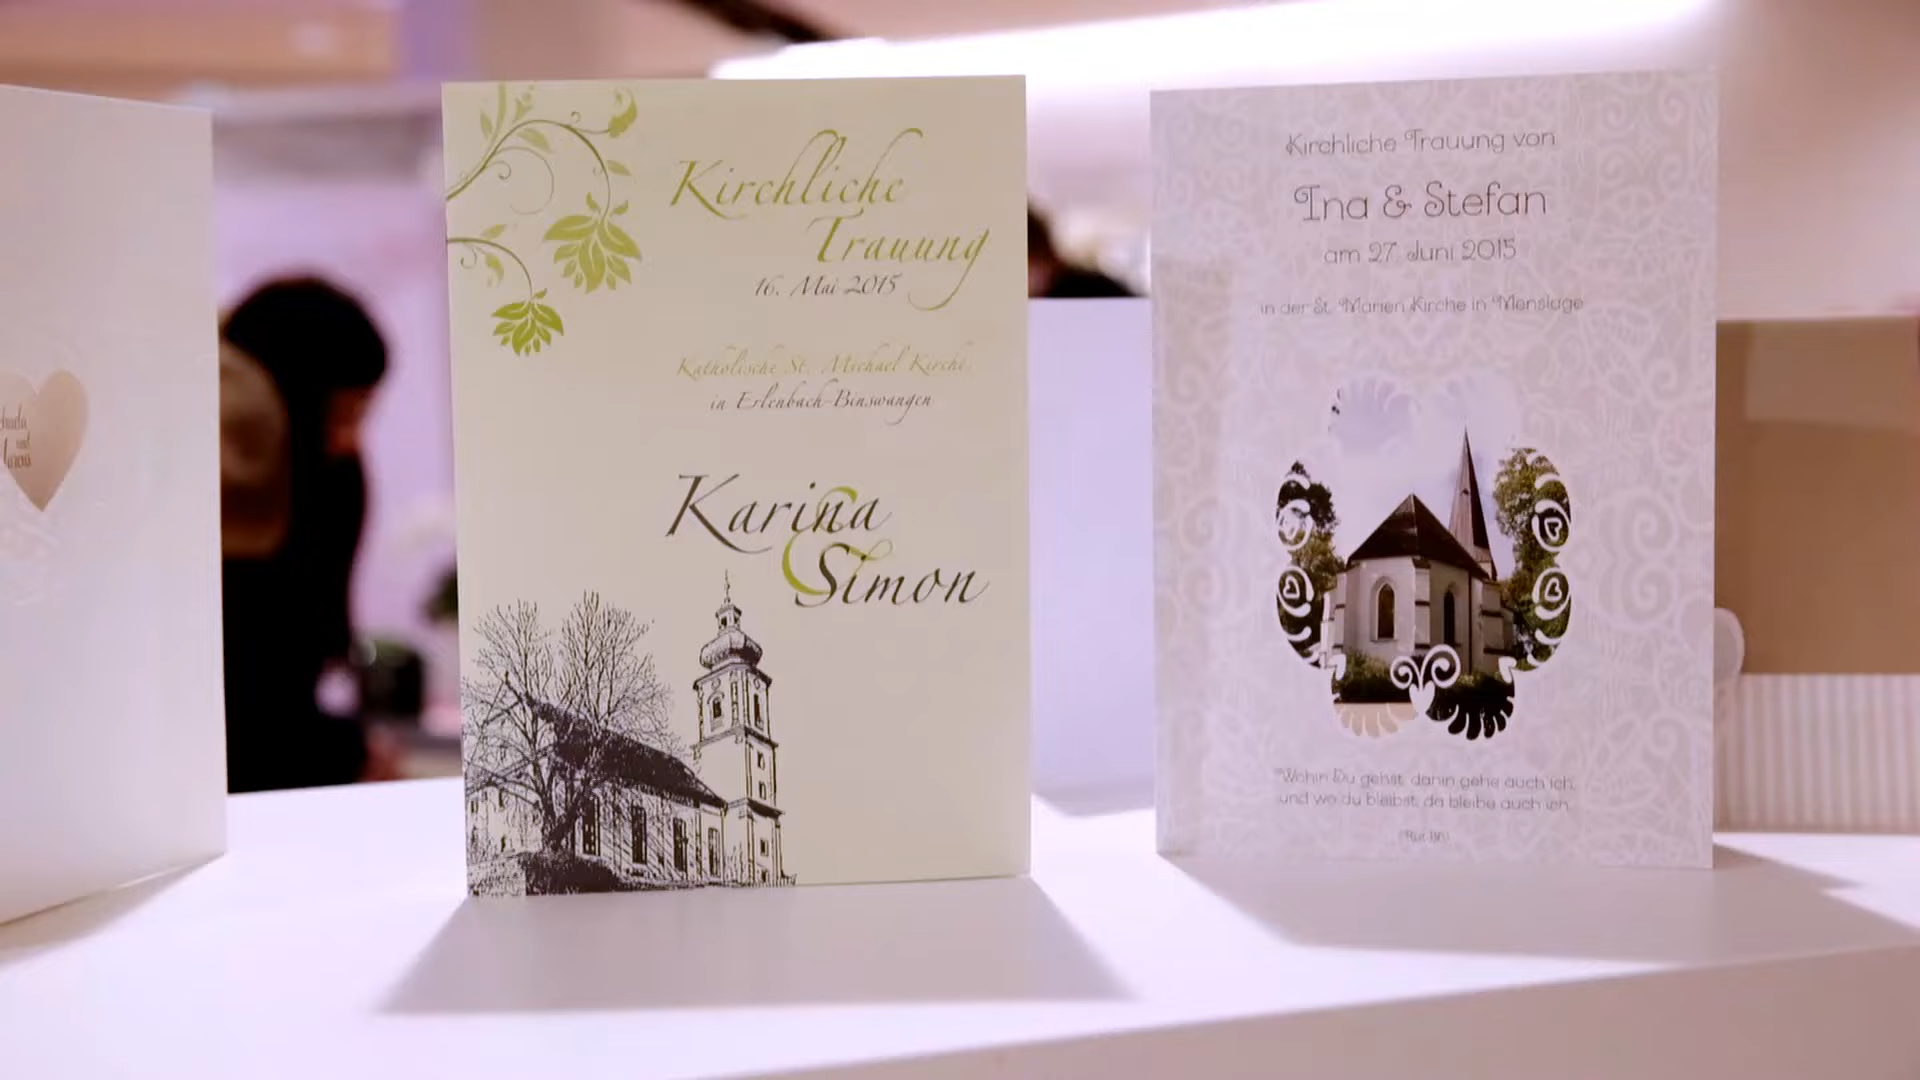 und
Kirchliche
Trauung
16. Mai 2015
Katholische St. Michael Kirche
in Erlenbach-Binswangen
Karina
&
Simon
Kirchliche Trauung von
Ina & Stefan
am 27. Juni 2015
in der St. Marien Kirche in Menslage
"Wohin Du gehst, dahin gehe auch ich,
und wo du bleibst, da bleibe auch ich.